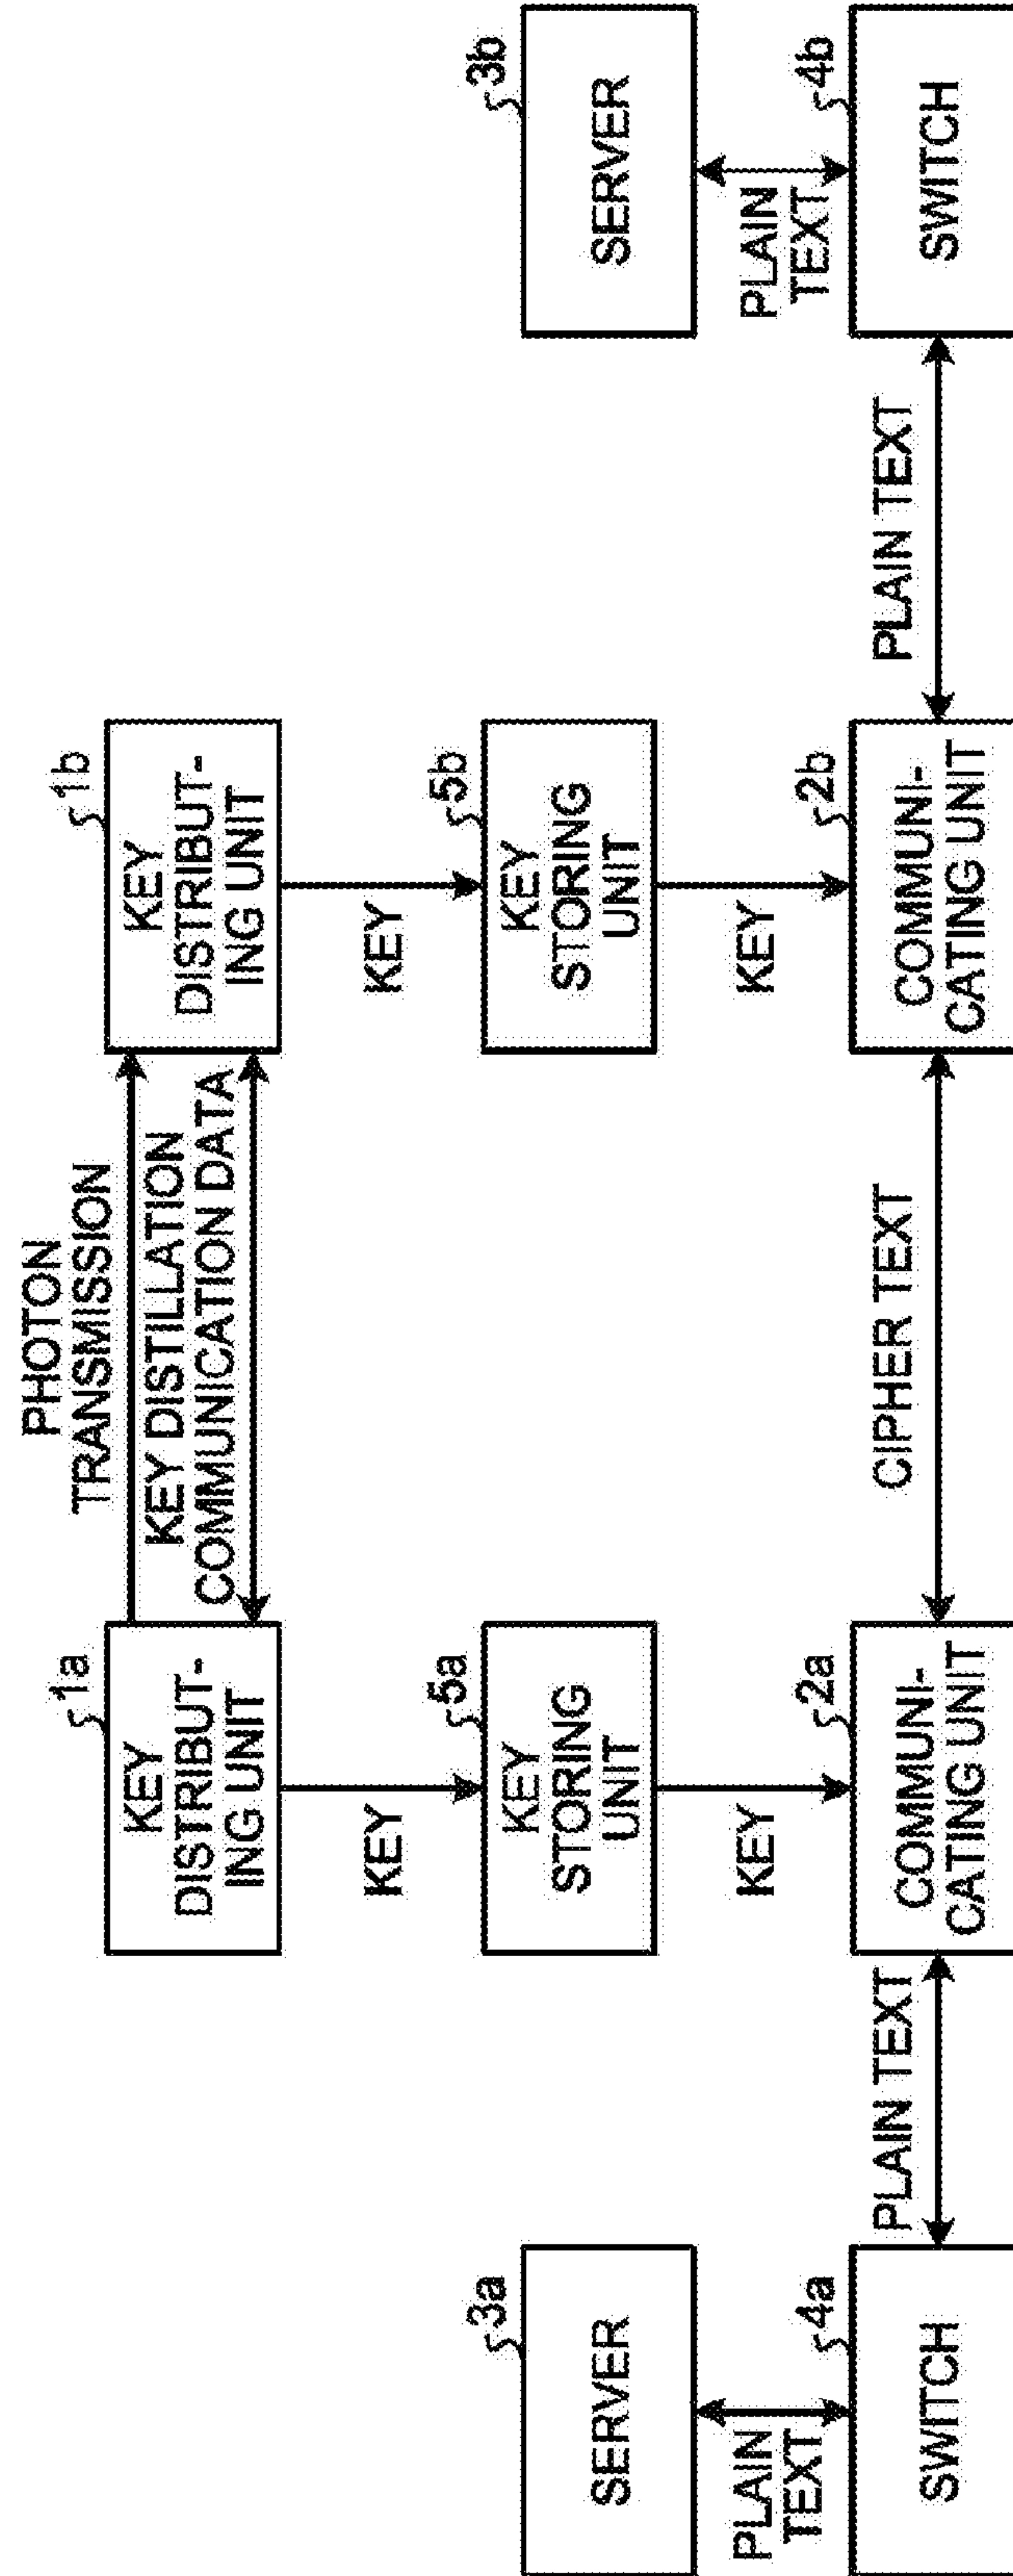 PHOTON
TRANSMISSION
KEY DISTILLATION
COMMUNICATION DATA
1a
KEY
DISTRIBUT-
ING UNIT
1b
KEY
DISTRIBUT-
ING UNIT
KEY
KEY
3a
SERVER
5a
KEY
STORING
UNIT
5b
KEY
STORING
UNIT
3b
SERVER
PLAIN
TEXT
KEY
KEY
PLAIN
TEXT
4a
SWITCH
PLAIN TEXT
2a
COMMUNI-
CATING UNIT
CIPHER TEXT
2b
COMMUNI-
CATING UNIT
PLAIN TEXT
4b
SWITCH